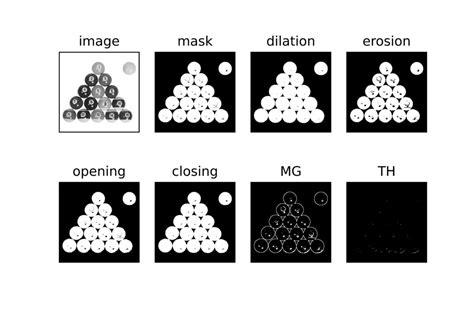 image mask dilation erosion
opening closing MG TH